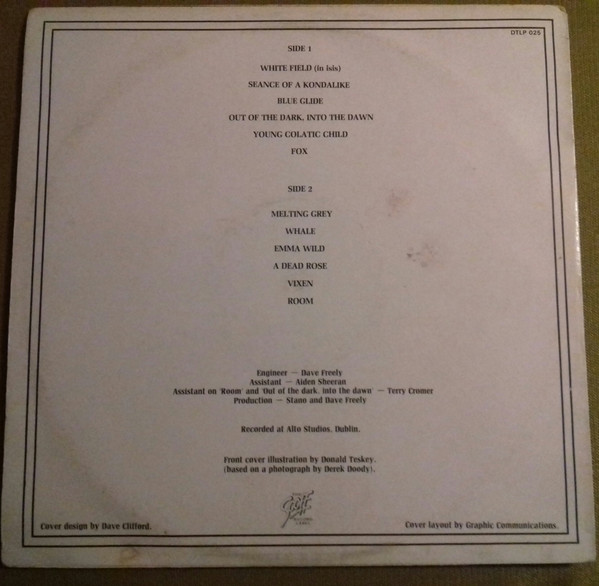 DTLP 025
SIDE 1
WHITE FIELD (in isis)
SEANCE OF A KONDALIKE
BLUE GLIDE
OUT OF THE DARK, INTO THE DAWN
YOUNG COLATIC CHILD
FOX
SIDE 2
MELTING GREY
WHALE
EMMA WILD
A DEAD ROSE
VIXEN
ROOM
Engineer — Dave Freely
Assistant — Aiden Sheeran
Assistant on 'Room' and 'Out of the dark, into the dawn' — Terry Cromer
Production — Stano and Dave Freely
Recorded at Alto Studios, Dublin.
Front cover illustration by Donald Teskey.
(based on a photograph by Derek Doody).
Cover design by Dave Clifford.
Cover layout by Graphic Communications.